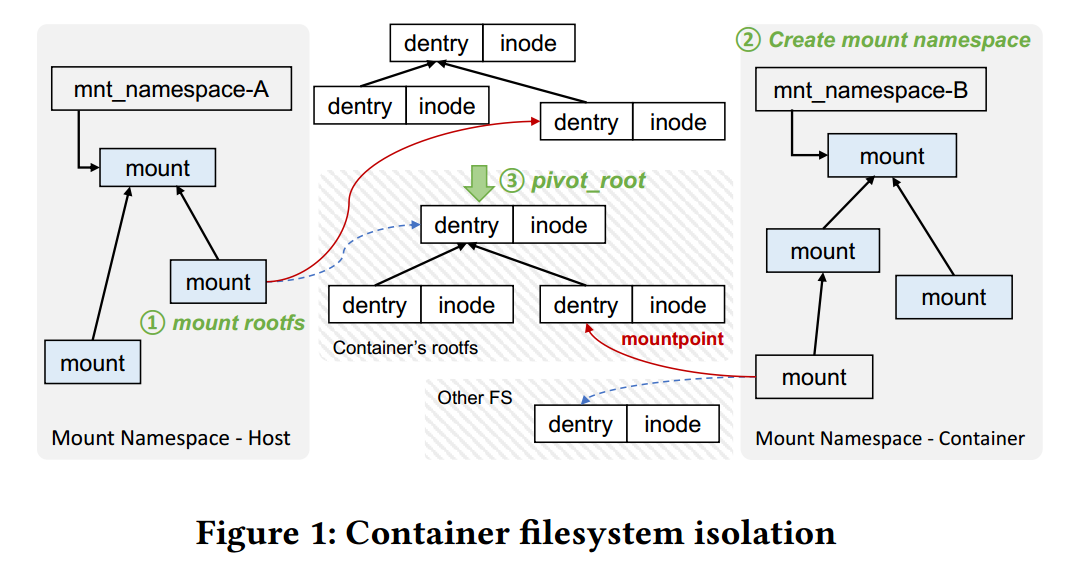 dentry inode
② Create mount namespace
mnt_namespace-A
mnt_namespace-B
dentry inode
dentry inode
mount
mount
③ pivot_root
dentry inode
mount
mount
mount
dentry inode
dentry inode
① mount rootfs
mountpoint
Container's rootfs
mount
mount
Other FS
dentry inode
Mount Namespace - Host
Mount Namespace - Container
Figure 1: Container filesystem isolation